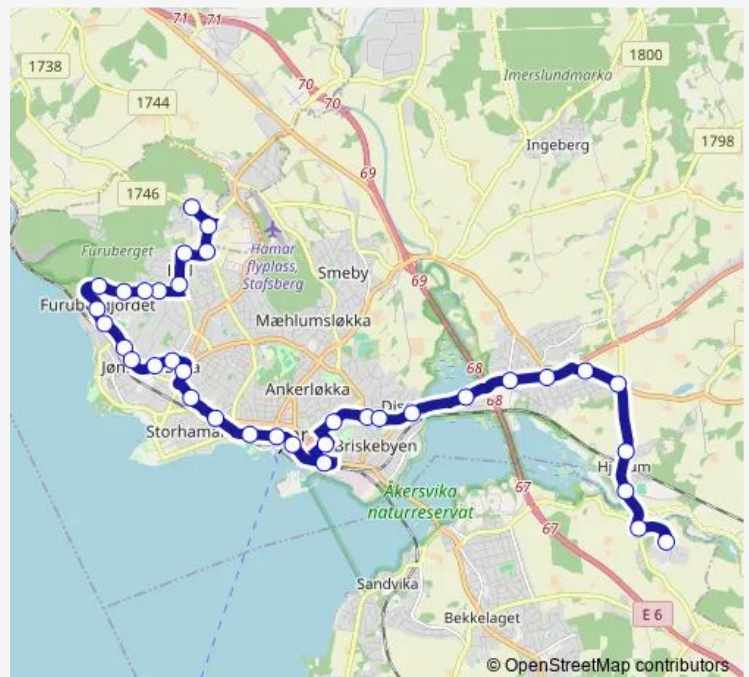 71
71
1738
1800
70
Imerslundmarka
1744
70
Ingeberg
1798
69
1746
Furuberget
Hamar
flyplass,
Stafsberg
Smeby
69
Mæhlumsløkka
68
Ankerløkka
68
Storhamar
Briskebyen
Åkersvika
naturreservat
67
67
Sandvika
E 6
Bekkelaget
© OpenStreetMap contributors